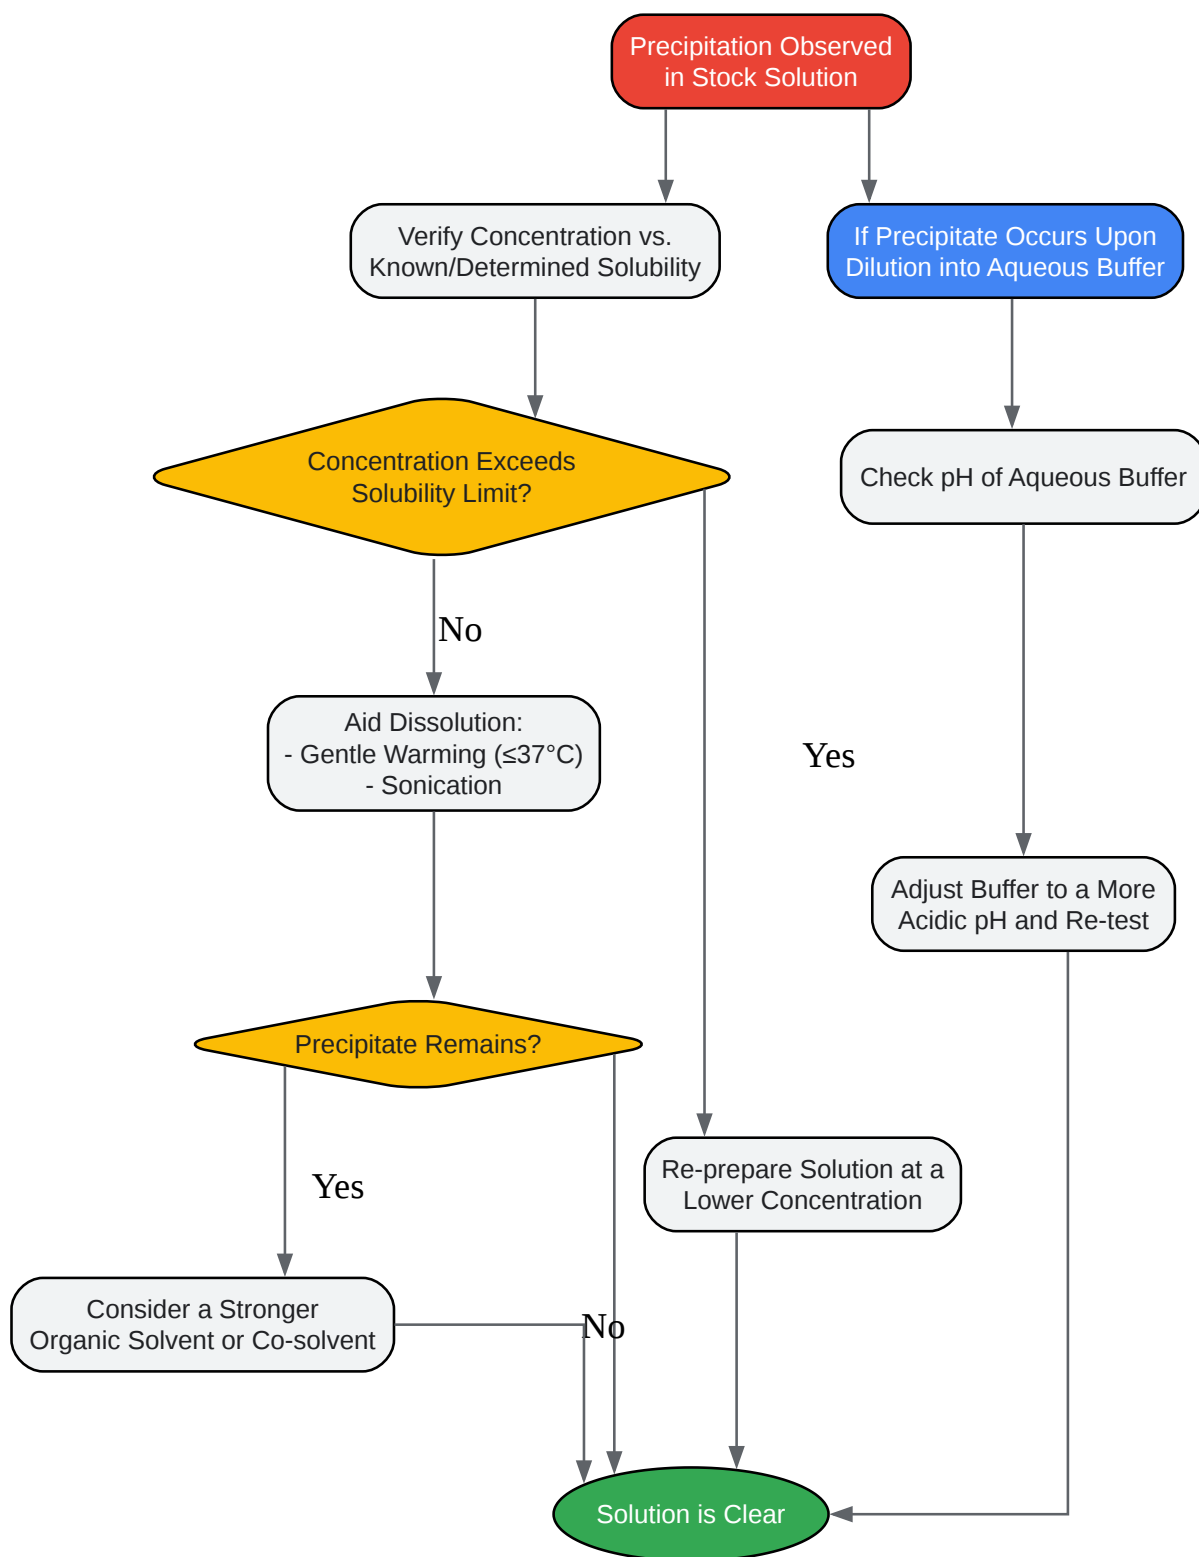 Precipitation Observed
in Stock Solution
Verify Concentration vs.
Known/Determined Solubility
If Precipitate Occurs Upon
Dilution into Aqueous Buffer
Concentration Exceeds
Solubility Limit?
Check pH of Aqueous Buffer
No
Aid Dissolution:
- Gentle Warming (≤37°C)
- Sonication
Yes
Adjust Buffer to a More
Acidic pH and Re-test
Precipitate Remains?
Yes
Re-prepare Solution at a
Lower Concentration
Consider a Stronger
Organic Solvent or Co-solvent
No
Solution is Clear